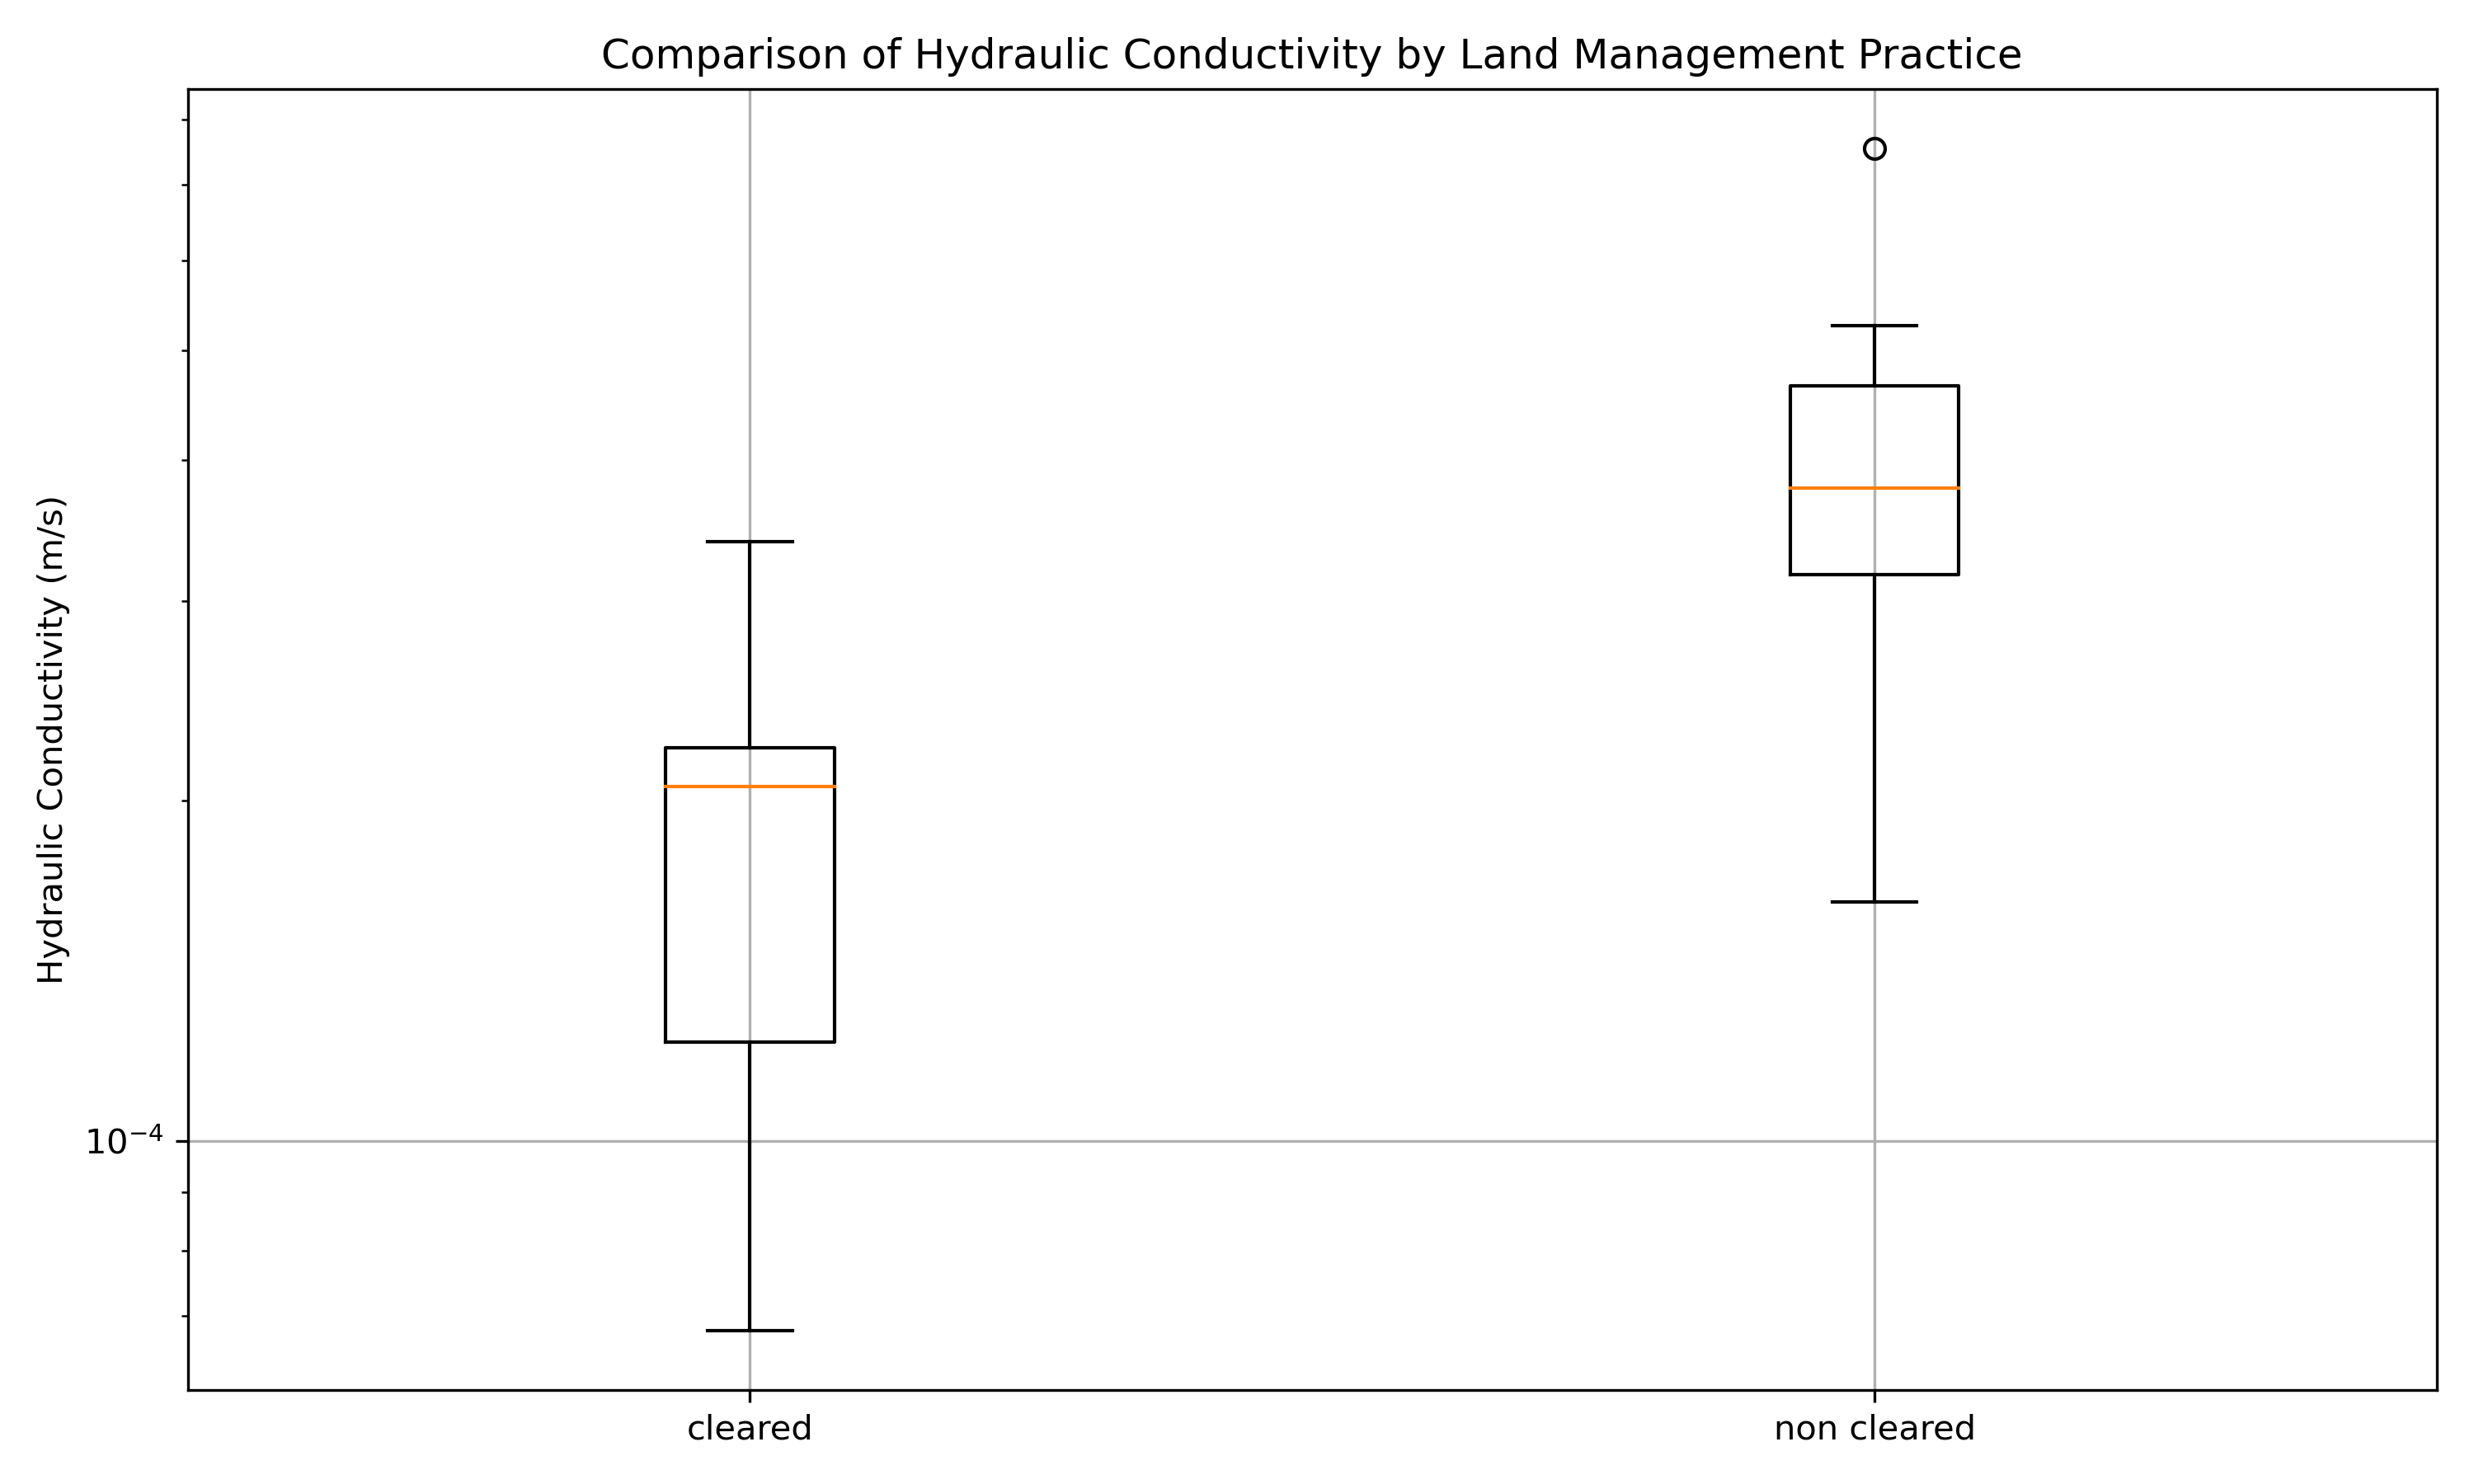 Comparison of Hydraulic Conductivity by Land Management Practice
Hydraulic Conductivity (m/s)
10⁻⁴
cleared
non cleared